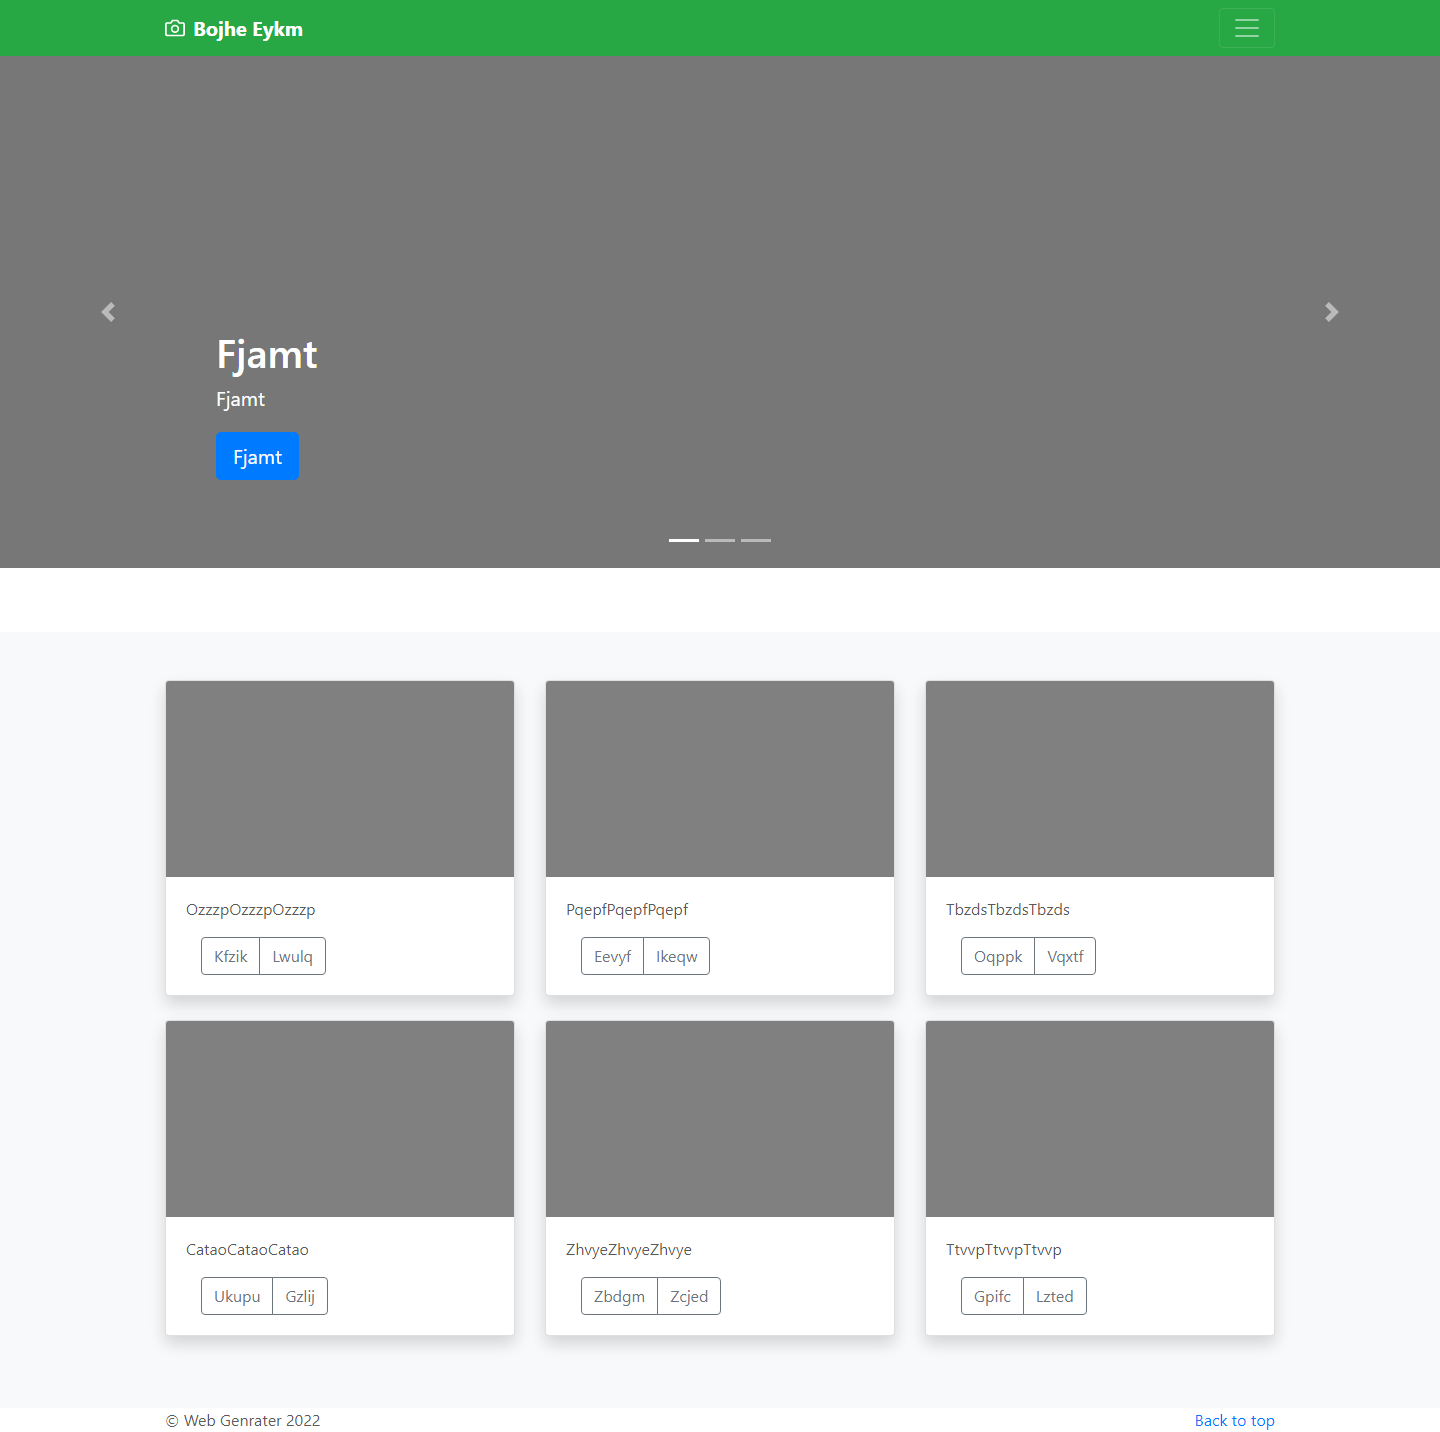 Bojhe Eykm
Fjamt
Fjamt
Fjamt
OzzzpOzzzpOzzzp
Kfzik Lwulq
PqepfPqepfPqepf
Eevyf Ikeqw
TbzdsTbzdsTbzds
Oqppk Vqxtf
CataoCataoCatao
Ukupu Gzlij
ZhvyeZhvyeZhvye
Zbdgm Zcjed
TtvvpTtvvpTtvvp
Gpifc Lzted
© Web Genrater 2022
Back to top